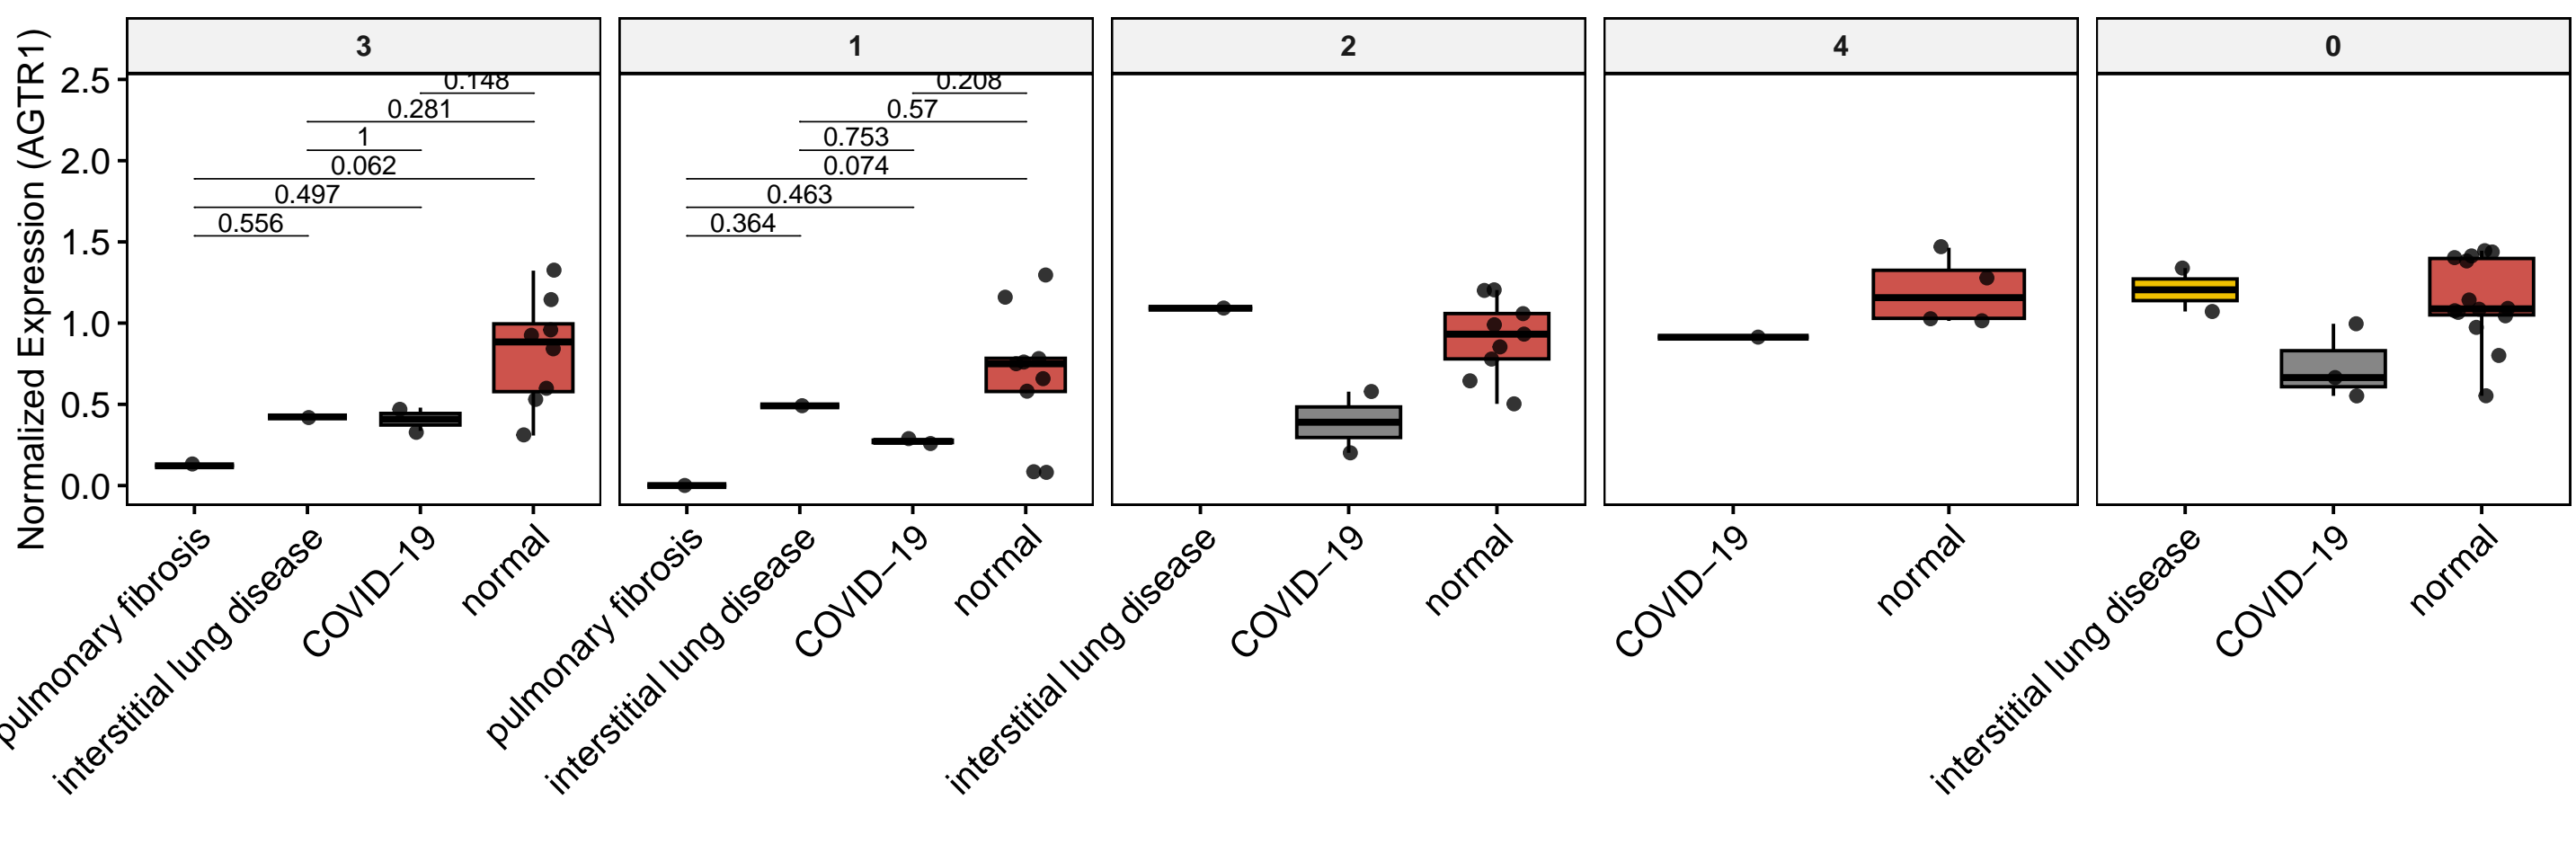 Normalized Expression (AGTR1)
2.5
2.0
1.5
1.0
0.5
0.0
3
0.148
0.281
1
0.062
0.497
0.556
pulmonary fibrosis
interstitial lung disease
COVID−19
normal
1
0.208
0.57
0.753
0.074
0.463
0.364
pulmonary fibrosis
interstitial lung disease
COVID−19
normal
2
interstitial lung disease
COVID−19
normal
4
COVID−19
normal
0
interstitial lung disease
COVID−19
normal